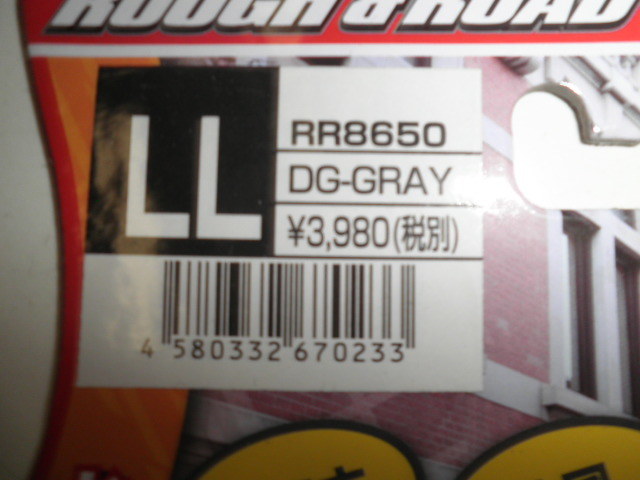 ROUGH & ROAD
LL
RR8650
DG-GRAY
¥3,980(税別)
4 580332 670233